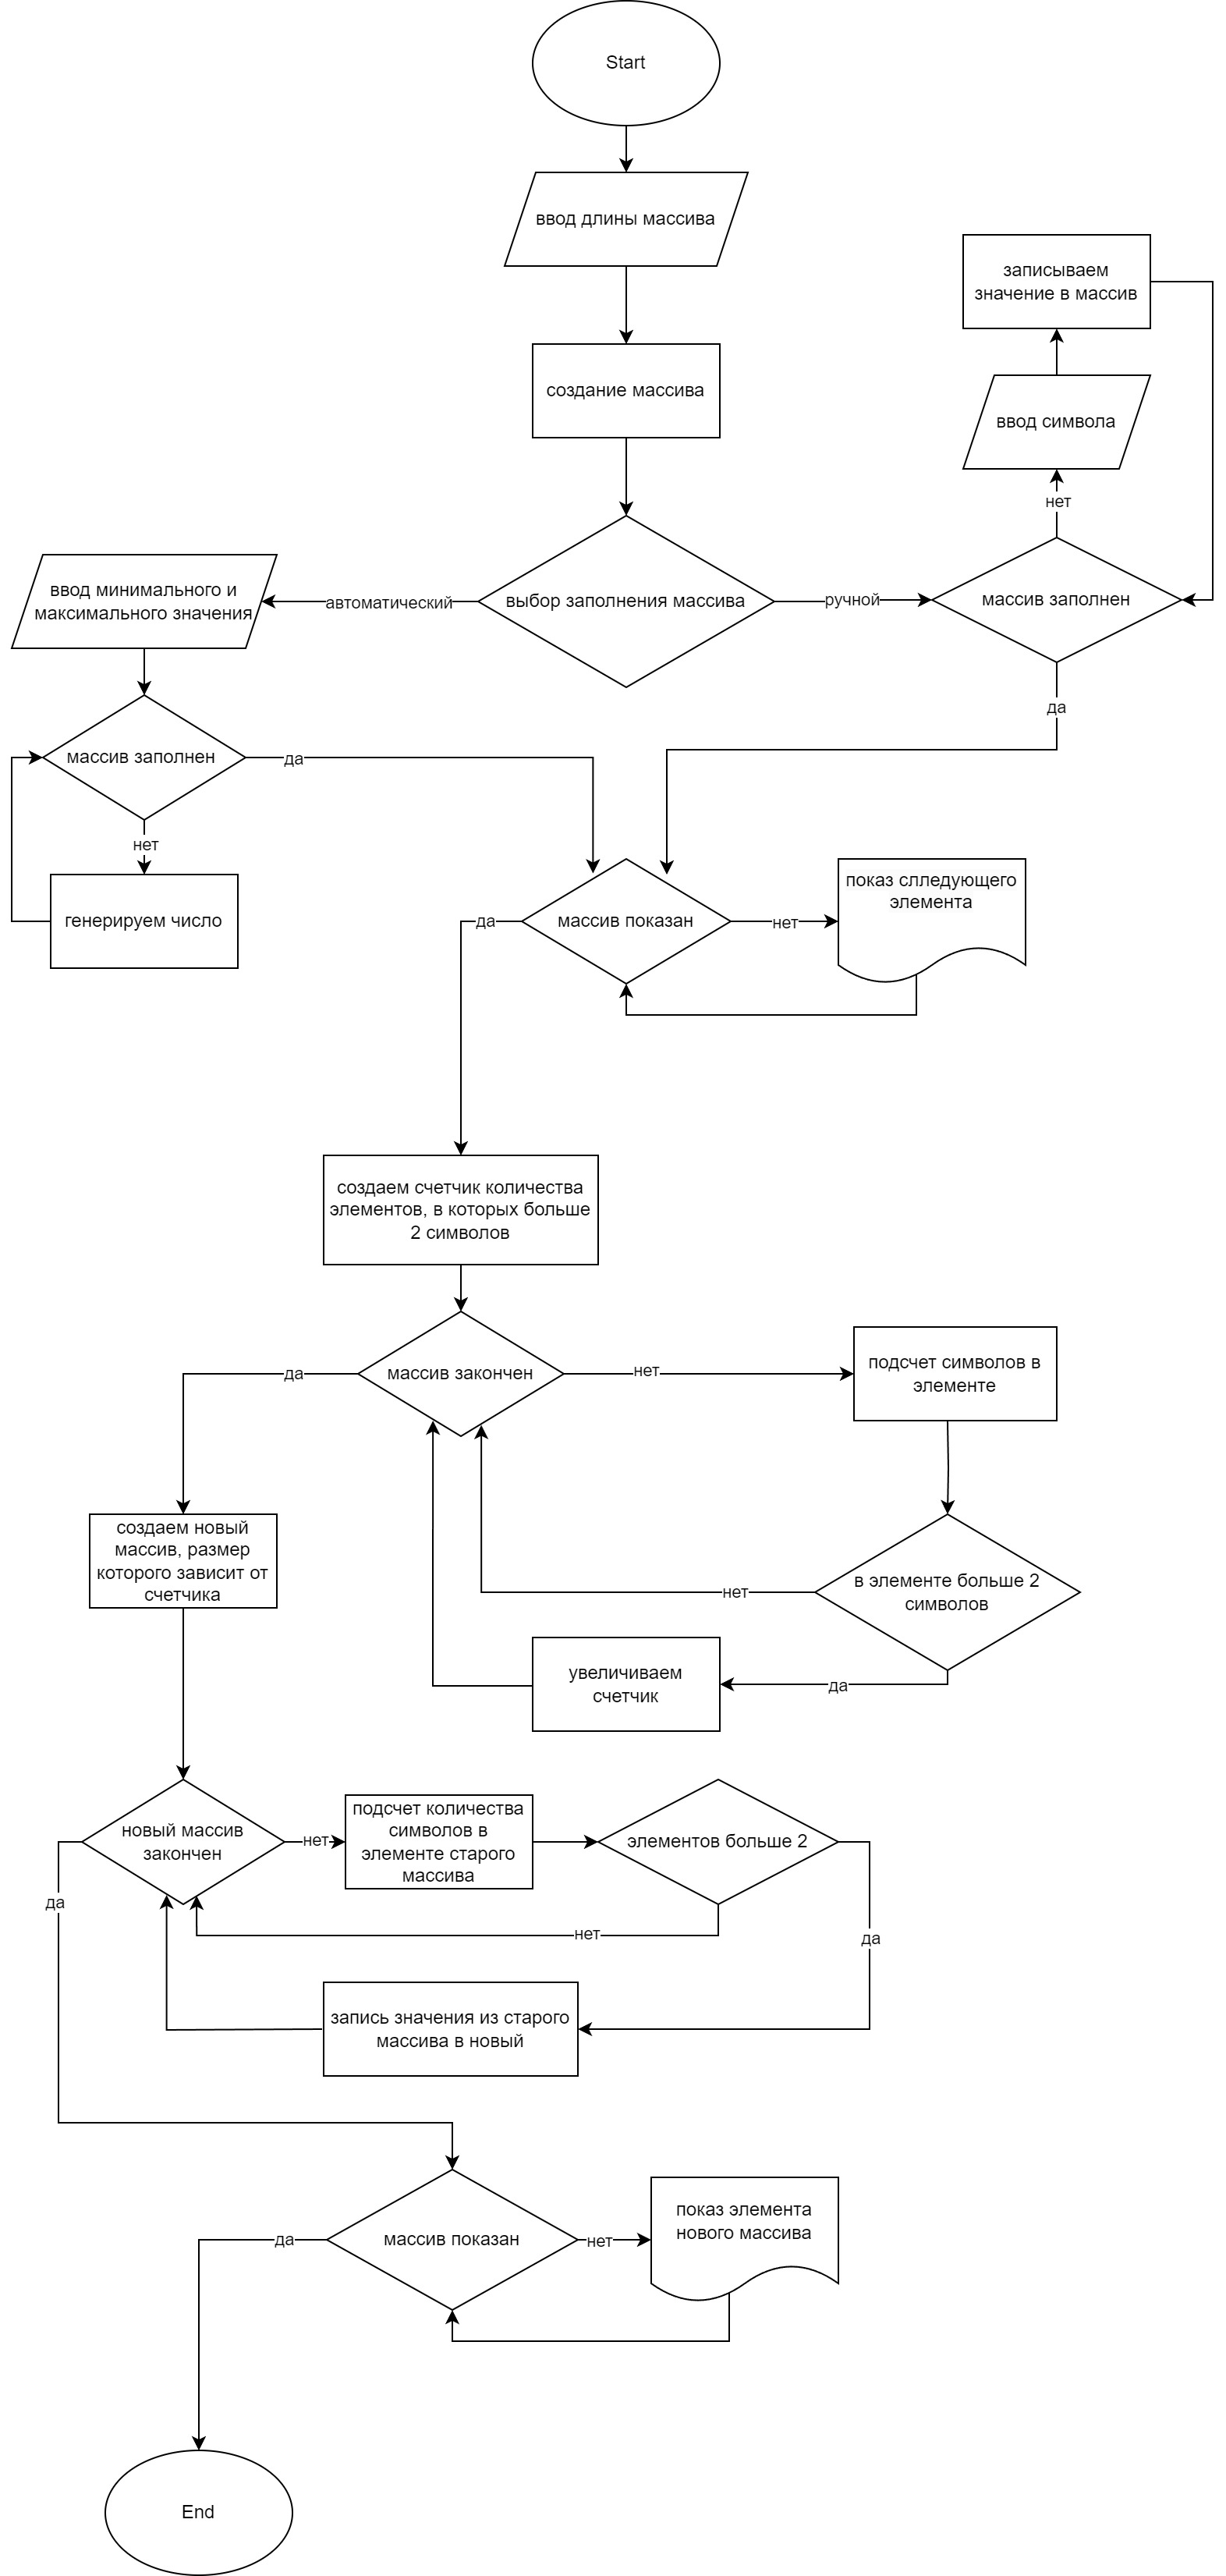 Start
ввод длины массива
записываем
значение в массив
создание массива
ввод символа
нет
ввод минимального и
максимального значения
автоматический
выбор заполнения массива
ручной
массив заполнен
да
массив заполнен
да
нет
генерируем число
да
массив показан
нет
показ слледующего
элемента
создаем счетчик количества
элементов, в которых больше
2 символов
да
массив закончен
нет
подсчет символов в
элементе
создаем новый
массив, размер
которого зависит от
счетчика
нет
в элементе больше 2
символов
увеличиваем
счетчик
да
новый массив
закончен
нет
подсчет количества
символов в
элементе старого
массива
элементов больше 2
да
нет
да
запись значения из старого
массива в новый
да
массив показан
нет
показ элемента
нового массива
End